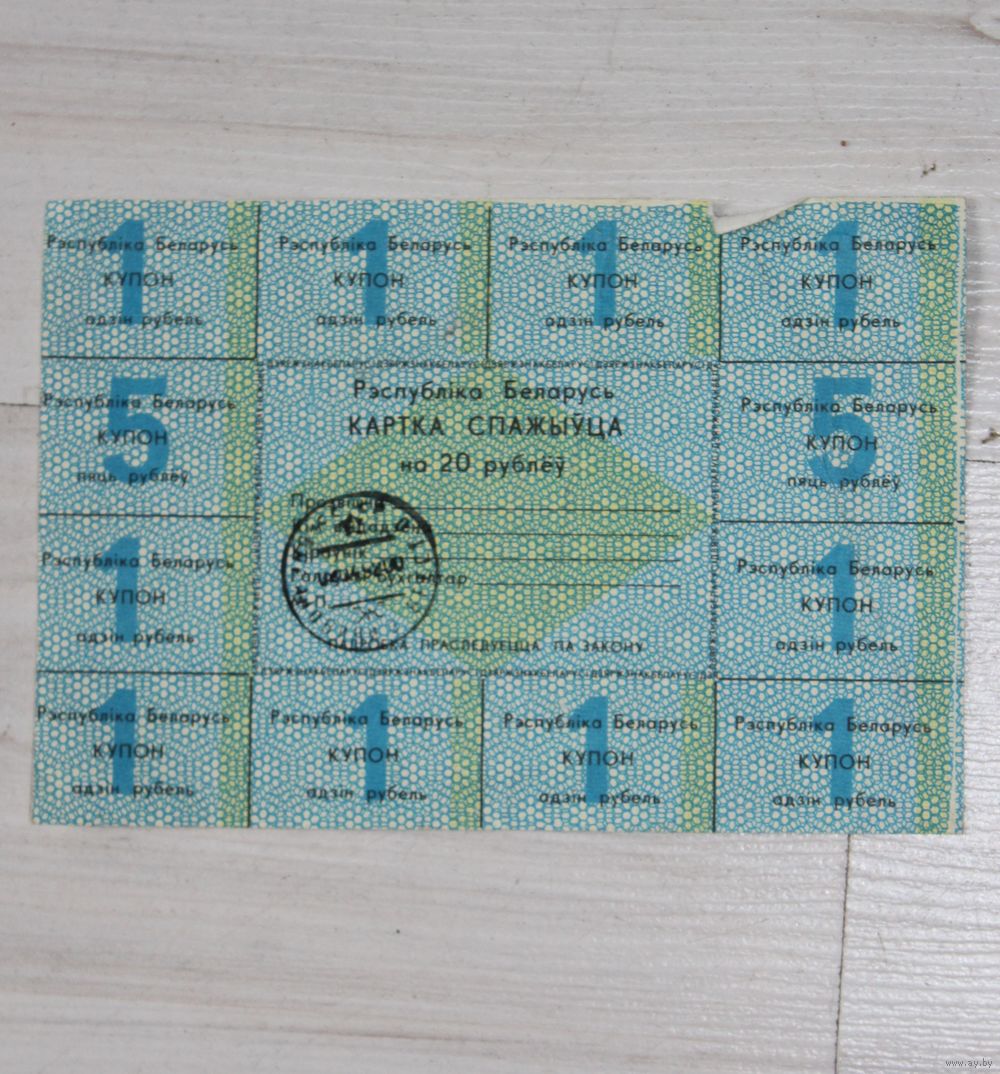 Рэспубліка Беларусь
КУПОН
1
адзін рубель
Рэспубліка Беларусь
КУПОН
1
адзін рубель
Рэспубліка Беларусь
КУПОН
1
адзін рубель
Рэспубліка Беларусь
КУПОН
1
адзін рубель
Рэспубліка Беларусь
КУПОН
5
пяць рублёў
Рэспубліка Беларусь
КАРТКА СПАЖЫЎЦА
на 20 рублёў
бухгалтар
ПРАСЛЕДУЕЦЦА ПА ЗАКОНУ
Рэспубліка Беларусь
КУПОН
5
пяць рублёў
Рэспубліка Беларусь
КУПОН
1
адзін рубель
Рэспубліка Беларусь
КУПОН
1
адзін рубель
Рэспубліка Беларусь
КУПОН
1
адзін рубель
Рэспубліка Беларусь
КУПОН
1
адзін рубель
Рэспубліка Беларусь
КУПОН
1
адзін рубель
Рэспубліка Беларусь
КУПОН
1
адзін рубель
www.ay.by